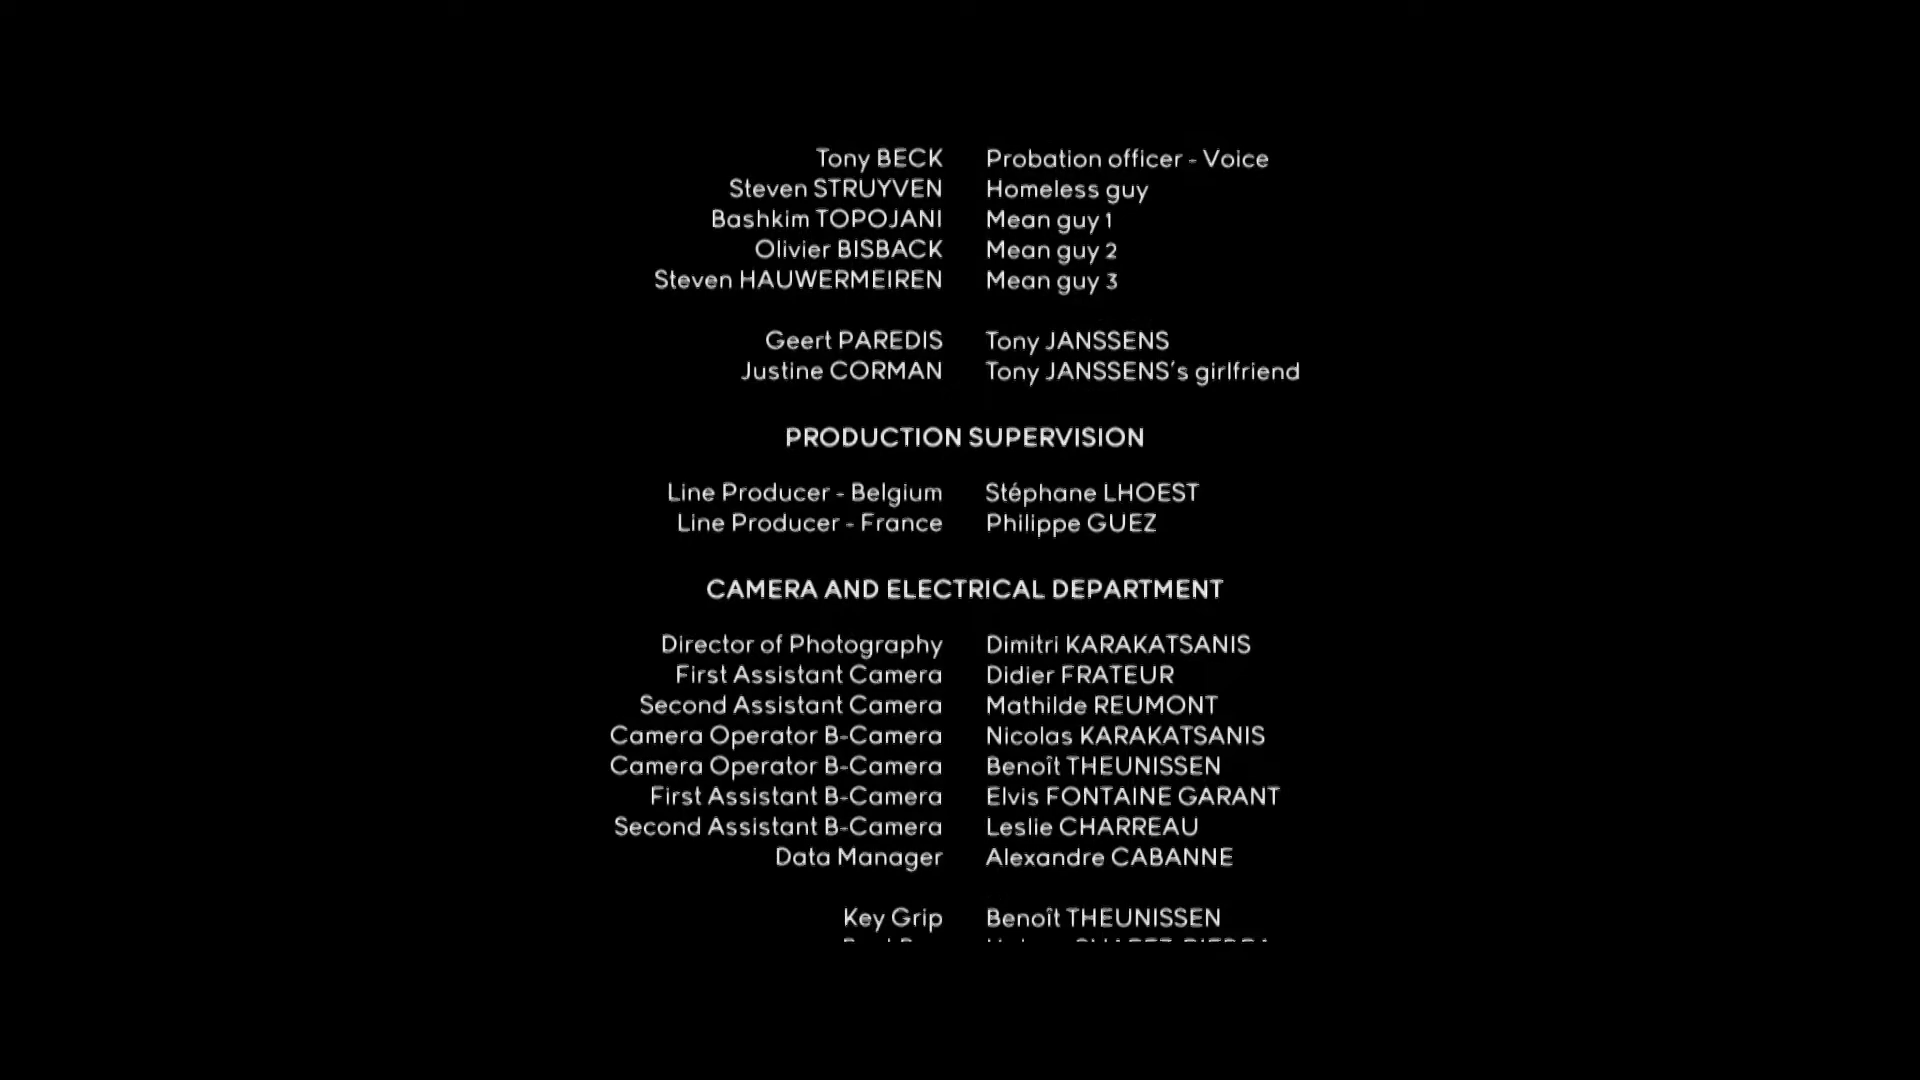 Tony BECK Probation officer - Voice
Steven STRUYVEN Homeless guy
Bashkim TOPOJANI Mean guy 1
Olivier BISBACK Mean guy 2
Steven HAUWERMEIREN Mean guy 3
Geert PAREDIS Tony JANSSENS
Justine CORMAN Tony JANSSENS's girlfriend
PRODUCTION SUPERVISION
Line Producer - Belgium Stéphane LHOEST
Line Producer - France Philippe GUEZ
CAMERA AND ELECTRICAL DEPARTMENT
Director of Photography Dimitri KARAKATSANIS
First Assistant Camera Didier FRATEUR
Second Assistant Camera Mathilde REUMONT
Camera Operator B-Camera Nicolas KARAKATSANIS
Camera Operator B-Camera Benoît THEUNISSEN
First Assistant B-Camera Elvis FONTAINE GARANT
Second Assistant B-Camera Leslie CHARREAU
Data Manager Alexandre CABANNE
Key Grip Benoît THEUNISSEN